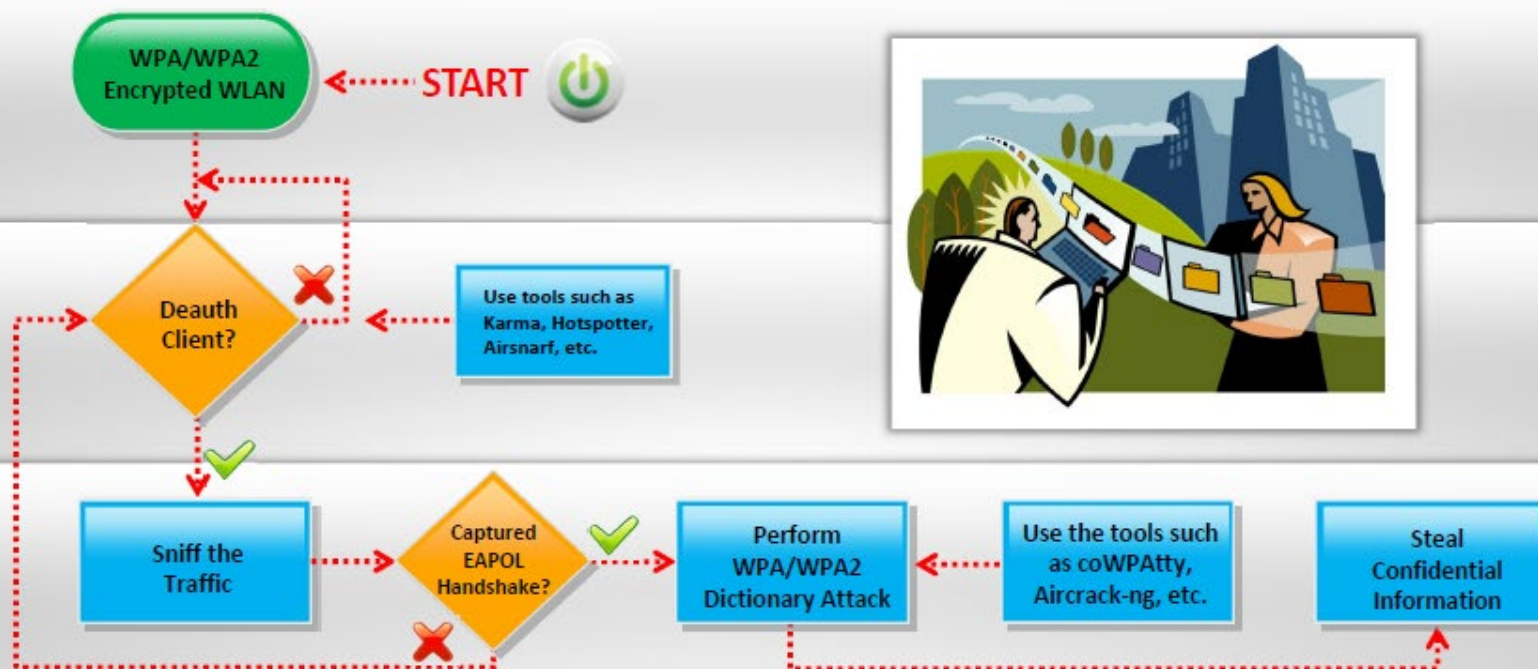 WPA/WPA2
Encrypted WLAN
START
Deauth
Client?
Use tools such as
Karma, Hotspotter,
Airsnarf, etc.
Sniff the
Traffic
Captured
EAPOL
Handshake?
Perform
WPA/WPA2
Dictionary Attack
Use the tools such
as coWPAtty,
Aircrack-ng, etc.
Steal
Confidential
Information